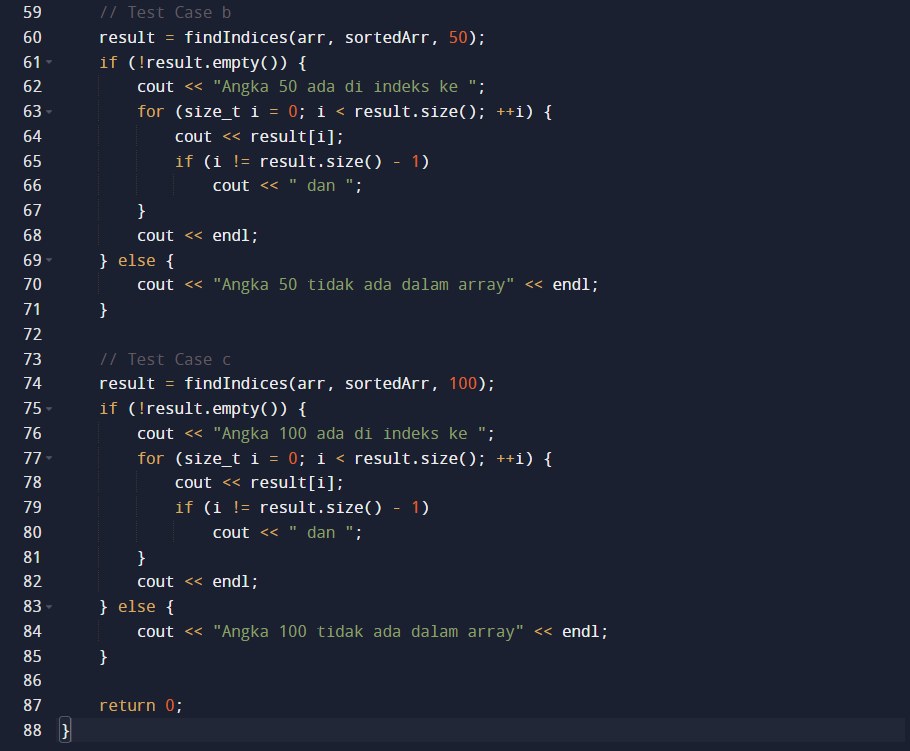 59 // Test Case b
60 result = findIndices(arr, sortedArr, 50);
61 if (!result.empty()) {
62 cout << "Angka 50 ada di indeks ke ";
63 for (size_t i = 0; i < result.size(); ++i) {
64 cout << result[i];
65 if (i != result.size() - 1)
66 cout << " dan ";
67 }
68 cout << endl;
69 } else {
70 cout << "Angka 50 tidak ada dalam array" << endl;
71 }
72
73 // Test Case c
74 result = findIndices(arr, sortedArr, 100);
75 if (!result.empty()) {
76 cout << "Angka 100 ada di indeks ke ";
77 for (size_t i = 0; i < result.size(); ++i) {
78 cout << result[i];
79 if (i != result.size() - 1)
80 cout << " dan ";
81 }
82 cout << endl;
83 } else {
84 cout << "Angka 100 tidak ada dalam array" << endl;
85 }
86
87 return 0;
88 }